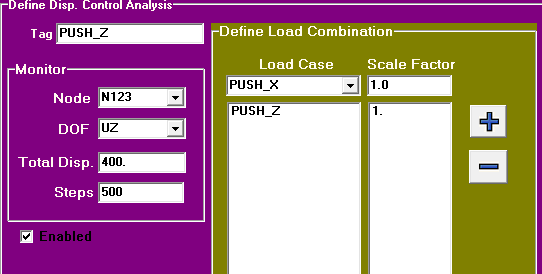 Define Disp. Control Analysis
Tag PUSH_Z
Monitor
Node N123
DOF UZ
Total Disp. 400.
Steps 500
Enabled
Define Load Combination
Load Case Scale Factor
PUSH_X 1.0
PUSH_Z 1.